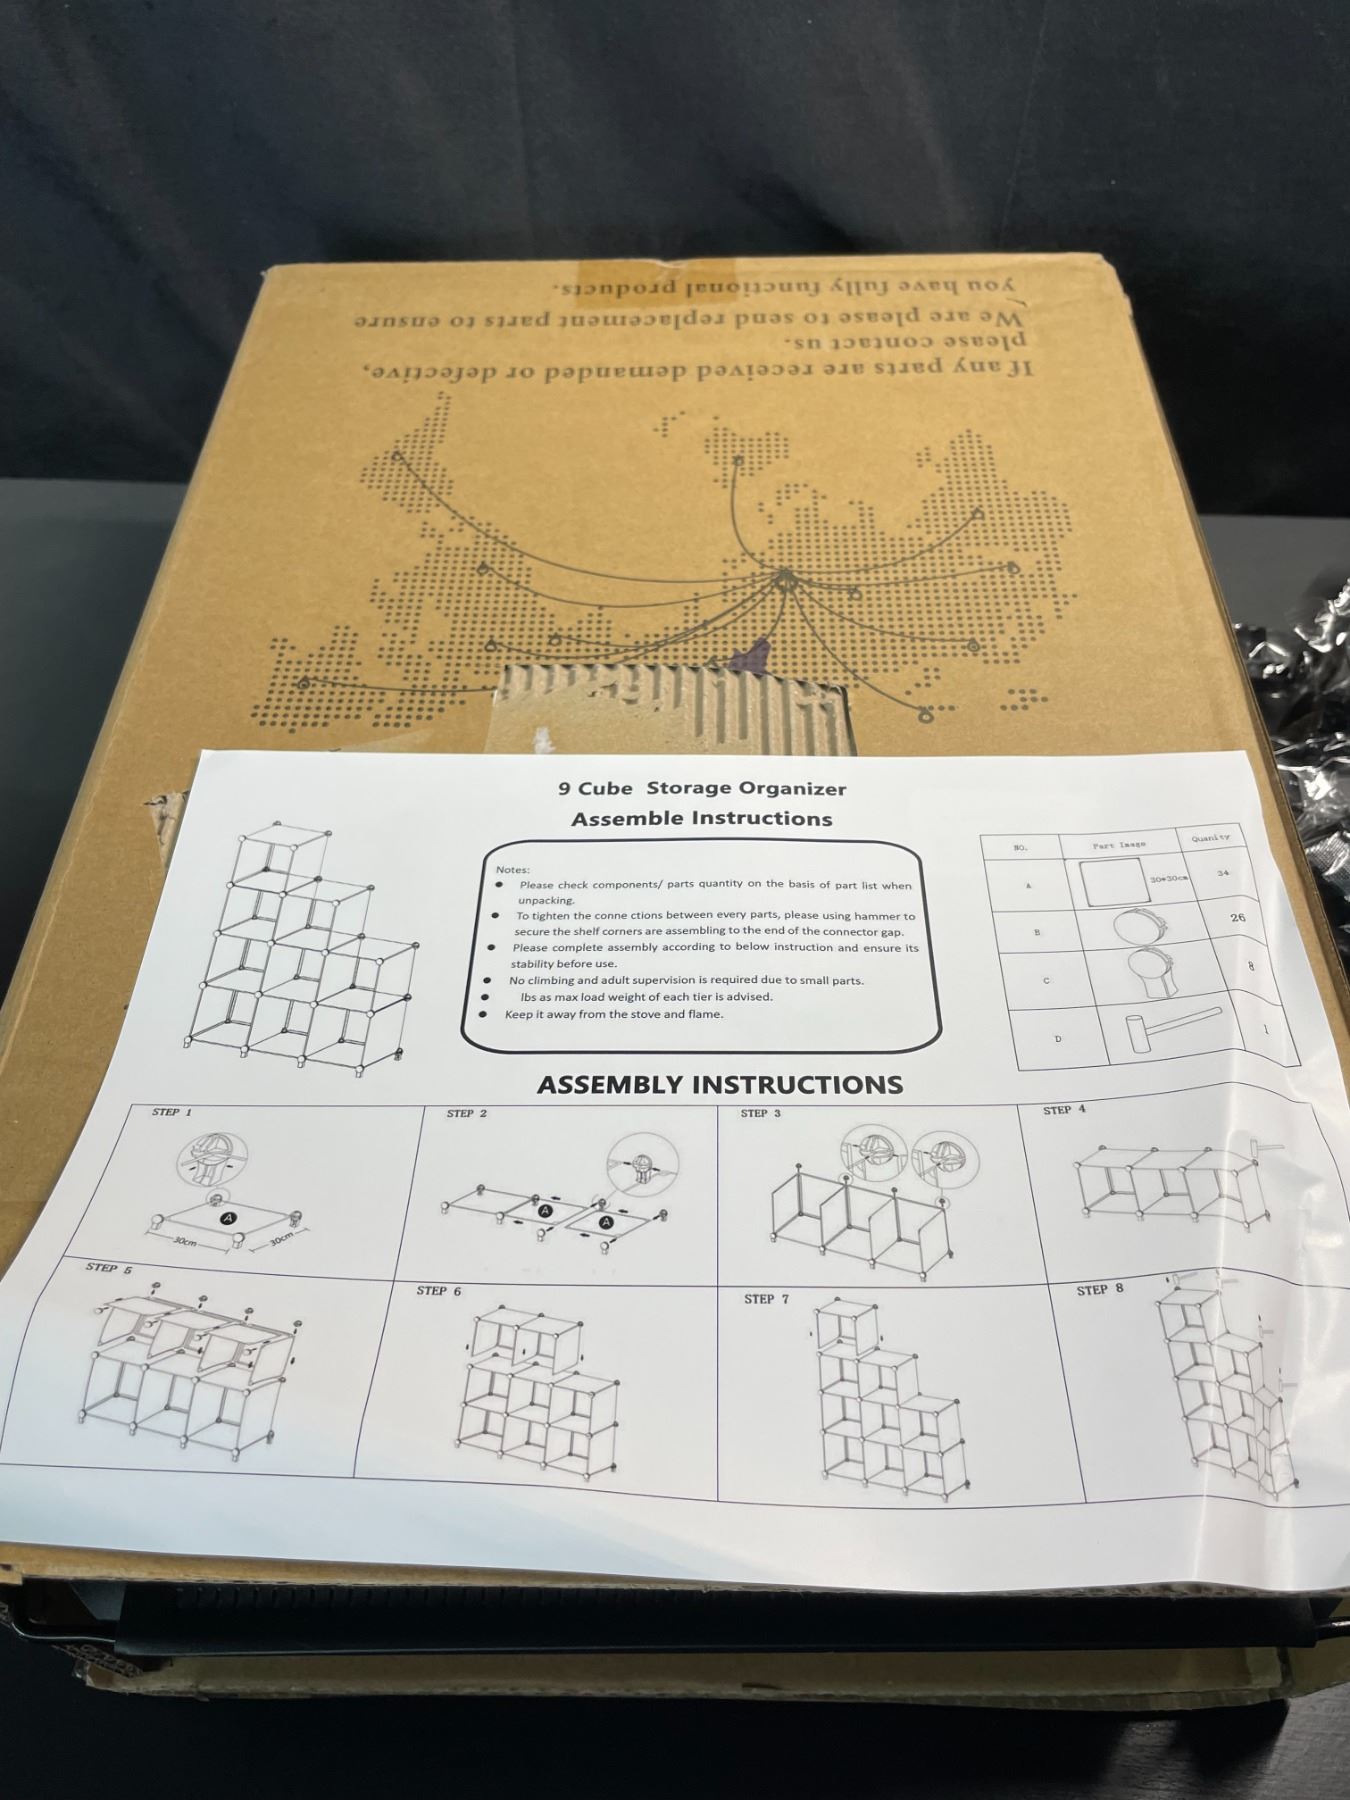 If any parts are received demanded or defective,
please contact us.
We are please to send replacement parts to ensure
you have fully functional products.
9 Cube Storage Organizer
Assemble Instructions
Notes:
● Please check components/ parts quantity on the basis of part list when
unpacking.
● To tighten the conne ctions between every parts, please using hammer to
secure the shelf corners are assembling to the end of the connector gap.
● Please complete assembly according to below instruction and ensure its
stability before use.
● No climbing and adult supervision is required due to small parts.
● lbs as max load weight of each tier is advised.
● Keep it away from the stove and flame.
NO. Part Image Quanity
A 30*30cm 34
B 26
C 8
D 1
ASSEMBLY INSTRUCTIONS
STEP 1
A
30cm 30cm
STEP 2
A A
STEP 3
STEP 4
STEP 5
STEP 6
STEP 7
STEP 8